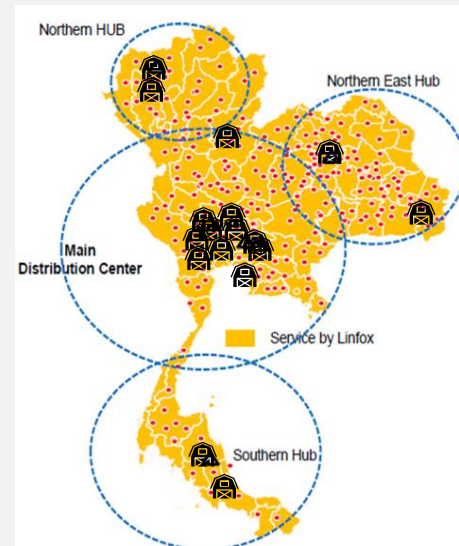 Northern HUB
Northern East Hub
Main
Distribution Center
Service by Linfox
Southern Hub